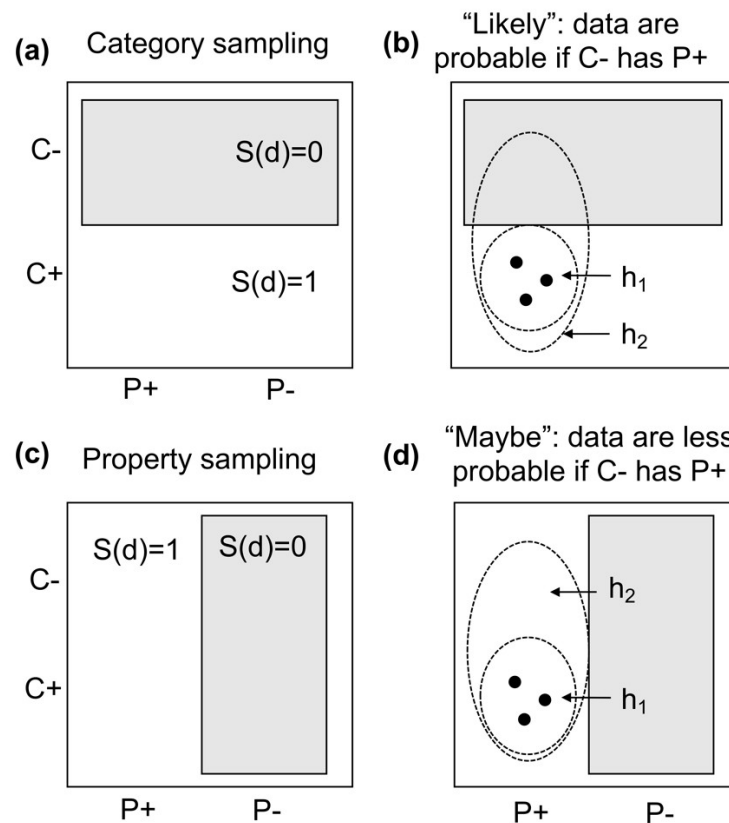 (a) Category sampling
C-
S(d)=0
C+
S(d)=1
P+ P-
(b) “Likely”: data are
probable if C- has P+
h₁
h₂
(c) Property sampling
S(d)=1 S(d)=0
C-
C+
P+ P-
(d) “Maybe”: data are less
probable if C- has P+
h₂
h₁
P+ P-